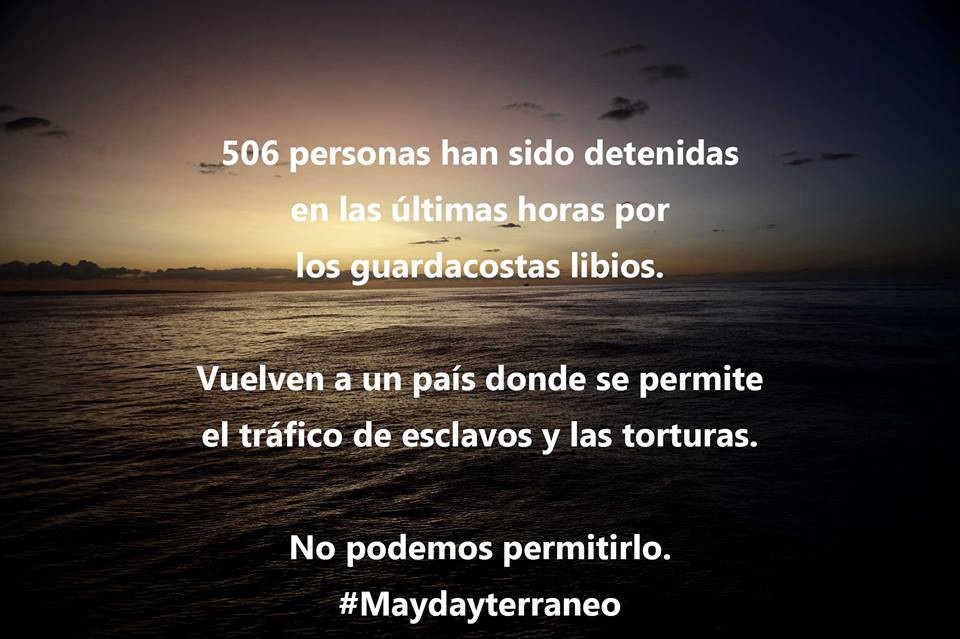 506 personas han sido detenidas
en las últimas horas por
los guardacostas libios.
Vuelven a un país donde se permite
el tráfico de esclavos y las torturas.
No podemos permitirlo.
#Maydayterraneo